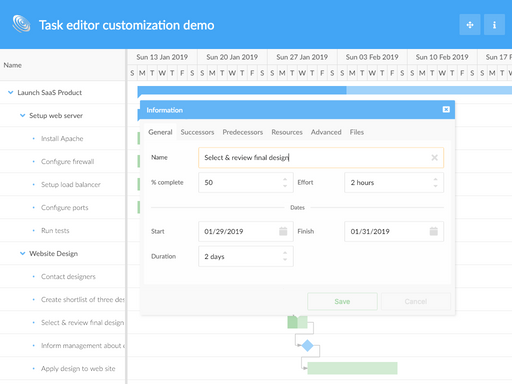 Task editor customization demo
Name
Sun 13 Jan 2019 Sun 20 Jan 2019 Sun 27 Jan 2019 Sun 03 Feb 2019 Sun 10 Feb 2019 Sun 17 F
S M T W T F S S M T W T F S S M T W T F S S M T W T F S S M T W T F S S M T
Launch SaaS Product
Setup web server
Install Apache
Configure firewall
Setup load balancer
Configure ports
Run tests
Website Design
Contact designers
Create shortlist of three des
Select & review final design
Inform management about
Apply design to web site
Information
General Successors Predecessors Resources Advanced Files
Name Select & review final design
% complete 50 Effort 2 hours
Dates
Start 01/29/2019 Finish 01/31/2019
Duration 2 days
Save Cancel